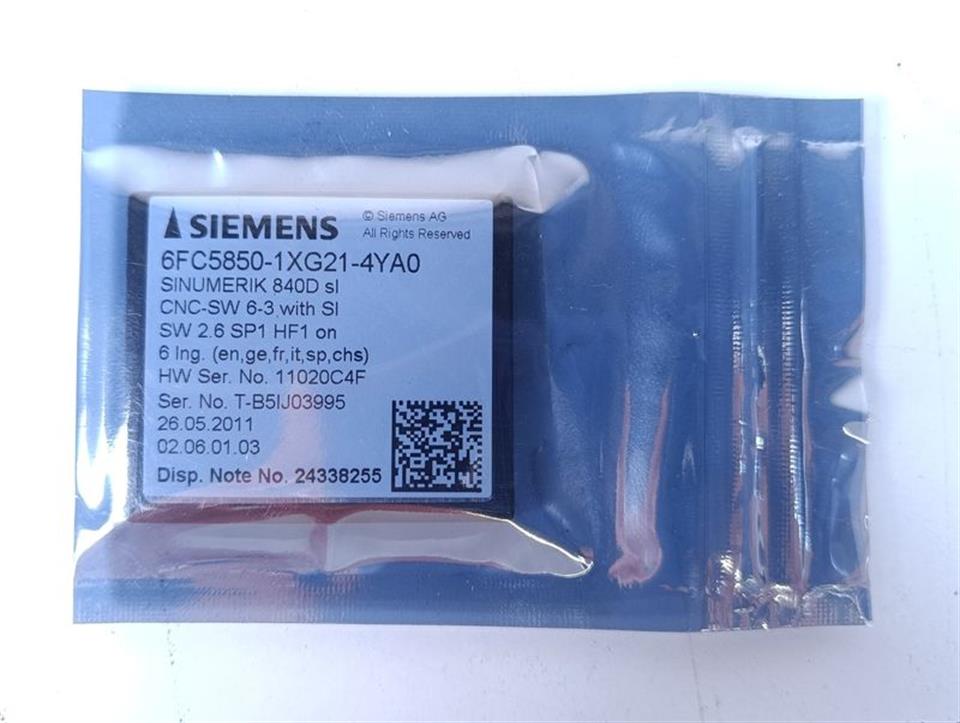 SIEMENS
© Siemens AG
All Rights Reserved
6FC5850-1XG21-4YA0
SINUMERIK 840D sl
CNC-SW 6-3 with SI
SW 2.6 SP1 HF1 on
6 lng. (en,ge,fr,it,sp,chs)
HW Ser. No. 11020C4F
Ser. No. T-B5IJ03995
26.05.2011
02.06.01.03
Disp. Note No. 24338255